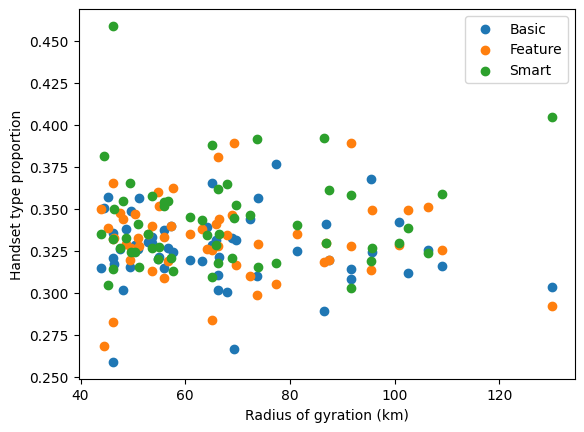 Basic
Feature
Smart
0.450
0.425
0.400
0.375
0.350
0.325
0.300
0.275
0.250
Handset type proportion
40 60 80 100 120
Radius of gyration (km)